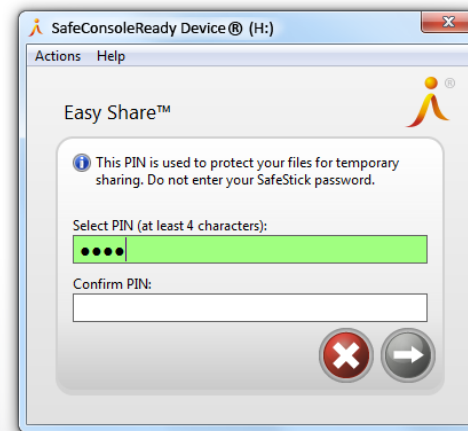 SafeConsoleReady Device® (H:)
Actions Help
®
Easy Share™
This PIN is used to protect your files for temporary
sharing. Do not enter your SafeStick password.
Select PIN (at least 4 characters):
●●●●
Confirm PIN: